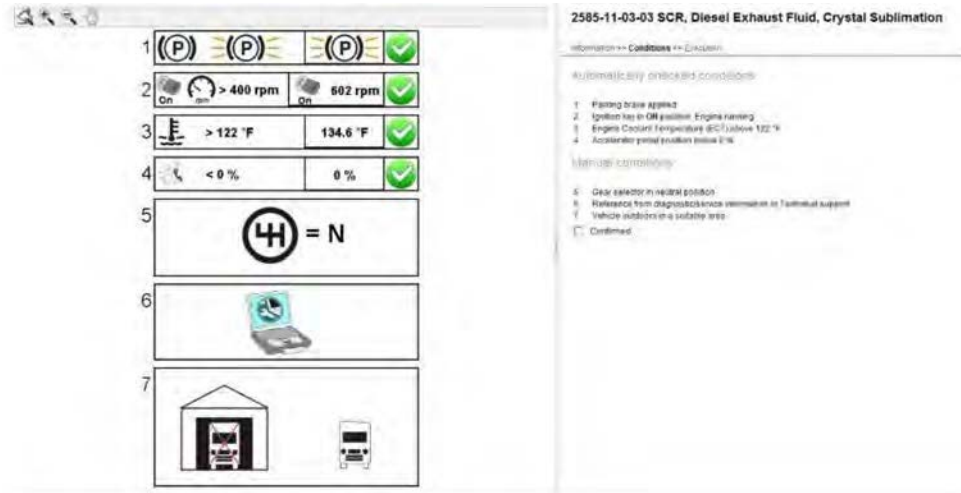 1 (P) (P) (P)
2 On rpm > 400 rpm On 602 rpm
3 > 122 °F 134.6 °F
4 < 0 % 0 %
5 = N
6
7
2585-11-03-03 SCR, Diesel Exhaust Fluid, Crystal Sublimation
Information >> Conditions >> Execution
Automatically checked conditions
1 Parking brake applied
2 Ignition key in ON position. Engine running
3 Engine Coolant Temperature (ECT) above 122 °F
4 Accelerator pedal position below 0 %
Manual conditions
5 Gear selector in neutral position
6 Reference from diagnostic/service information or Technical support
7 Vehicle outdoors in a suitable area
Confirmed